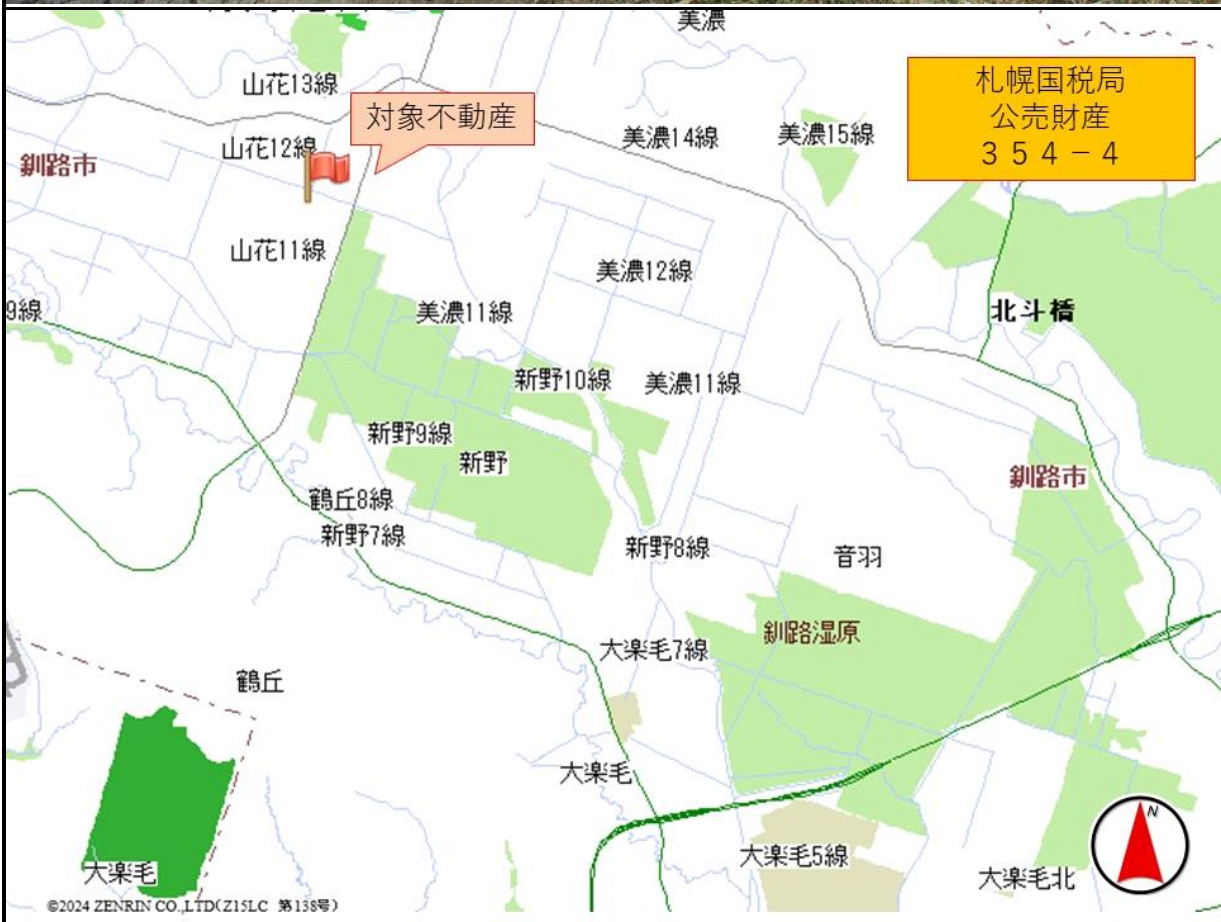 美濃
山花13線
対象不動産
札幌国税局
公売財産
３５４－４
山花12線
美濃14線
美濃15線
釧路市
山花11線
美濃12線
9線
美濃11線
北斗橋
新野10線
美濃11線
新野9線
新野
釧路市
鶴丘8線
新野7線
新野8線
音羽
釧路湿原
大楽毛7線
鶴丘
大楽毛
大楽毛5線
大楽毛
大楽毛北
N
©2024 ZENRIN CO.,LTD(Z15LC 第138号)